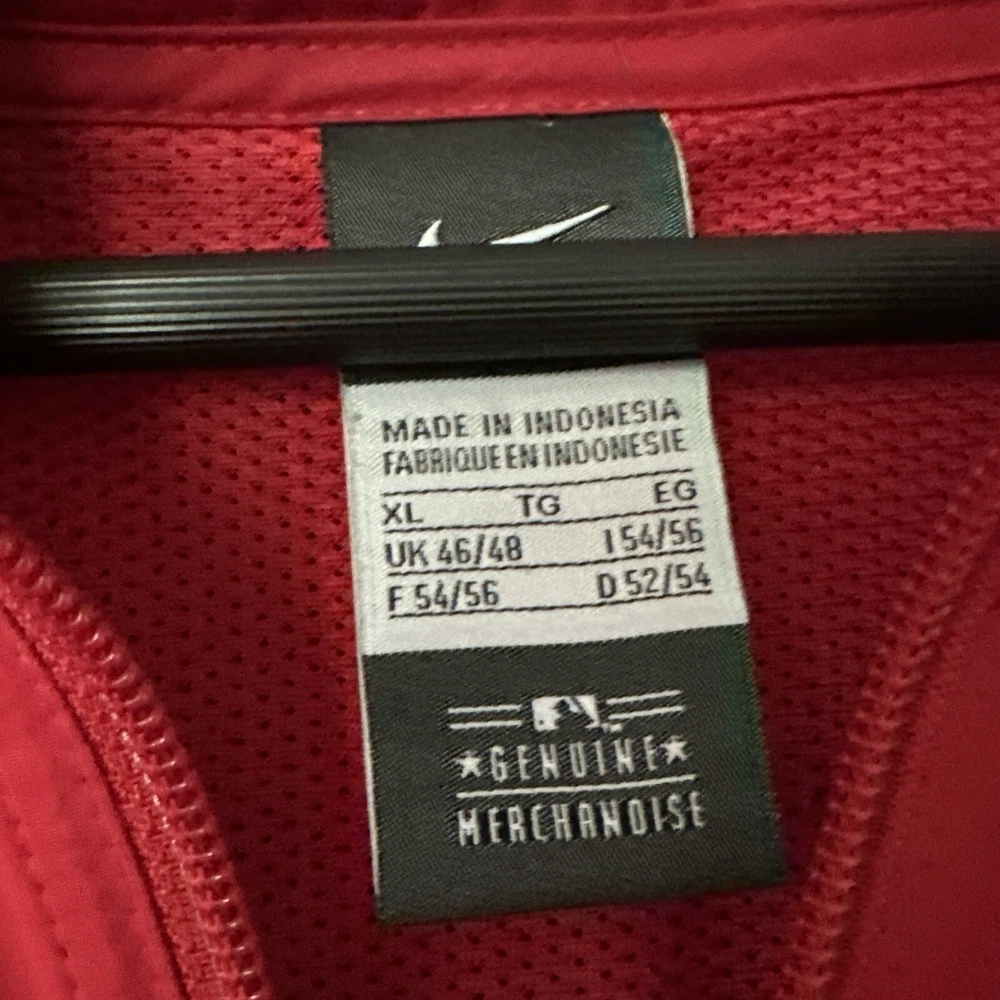 MADE IN INDONESIA
FABRIQUE EN INDONESIE
XL TG EG
UK 46/48 I 54/56
F 54/56 D 52/54
GENUINE
MERCHANDISE